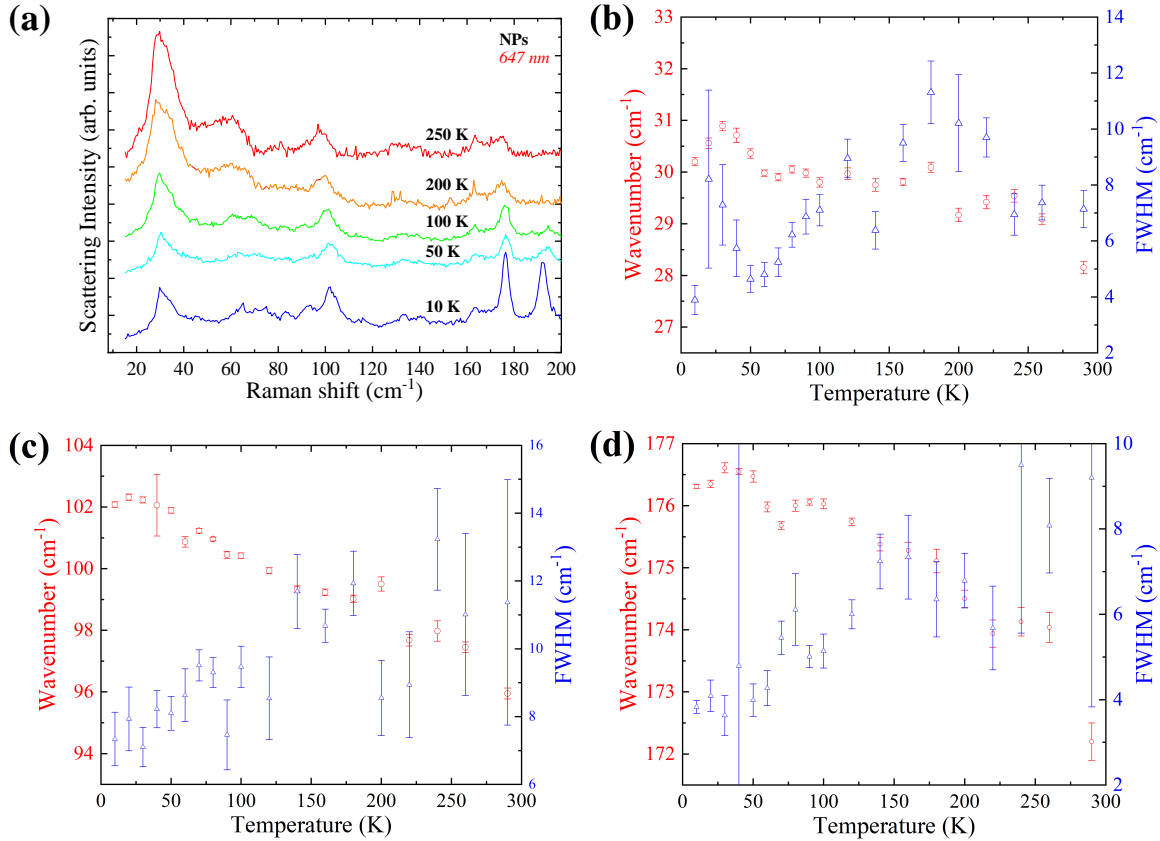 (a)
NPs
647 nm
250 K
200 K
100 K
50 K
10 K
Scattering Intensity (arb. units)
20 40 60 80 100 120 140 160 180 200
Raman shift (cm⁻¹)
(b)
33
32
31
30
29
28
27
Wavenumber (cm⁻¹)
14
12
10
8
6
4
2
FWHM (cm⁻¹)
0 50 100 150 200 250 300
Temperature (K)
(c)
104
102
100
98
96
94
Wavenumber (cm⁻¹)
16
14
12
10
8
6
FWHM (cm⁻¹)
0 50 100 150 200 250 300
Temperature (K)
(d)
177
176
175
174
173
172
Wavenumber (cm⁻¹)
10
8
6
4
2
FWHM (cm⁻¹)
0 50 100 150 200 250 300
Temperature (K)